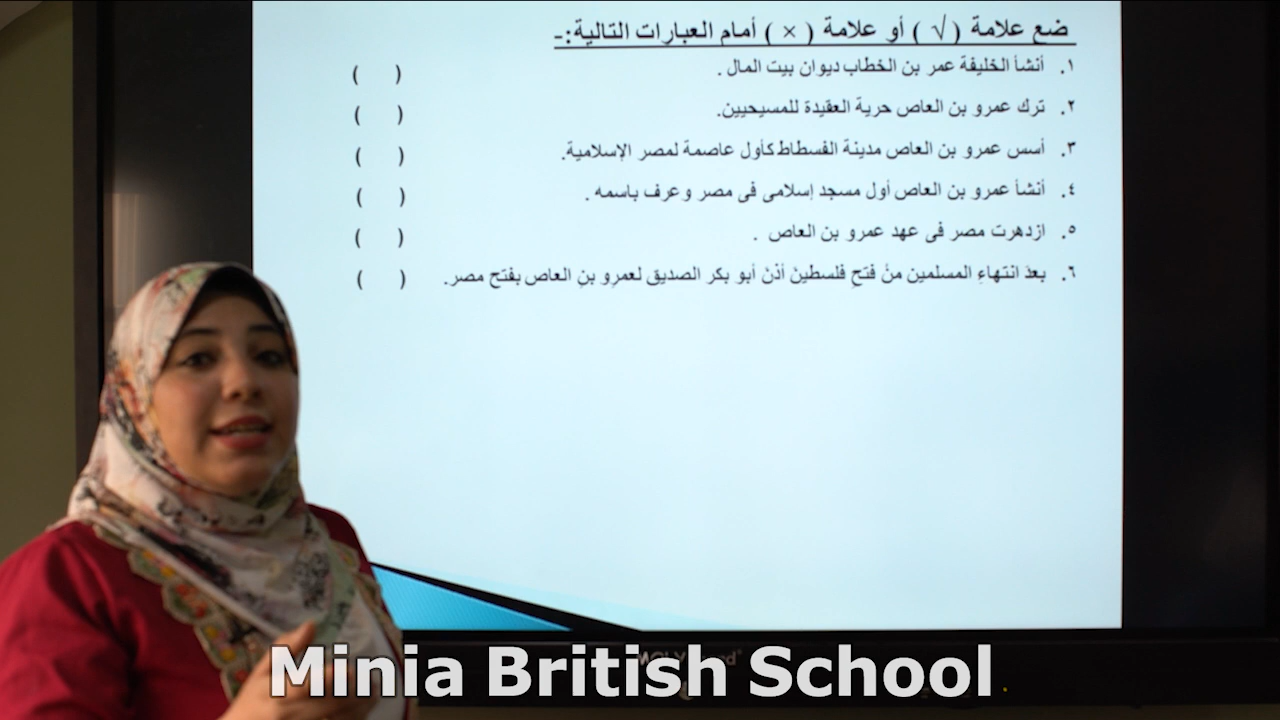 ضع علامة ( √ ) أو علامة ( × ) أمام العبارات التالية:-
١. أنشأ الخليفة عمر بن الخطاب ديوان بيت المال . ( )
٢. ترك عمرو بن العاص حرية العقيدة للمسيحيين. ( )
٣. أسس عمرو بن العاص مدينة الفسطاط كأول عاصمة لمصر الإسلامية. ( )
٤. أنشأ عمرو بن العاص أول مسجد إسلامى فى مصر وعرف باسمه . ( )
٥. ازدهرت مصر فى عهد عمرو بن العاص . ( )
٦. بعدَ انتهاءِ المسلمين منْ فتحِ فلسطينَ أذنَ أبو بكر الصديق لعمرِو بنِ العاص بفتح مصر. ( )
Minia British School